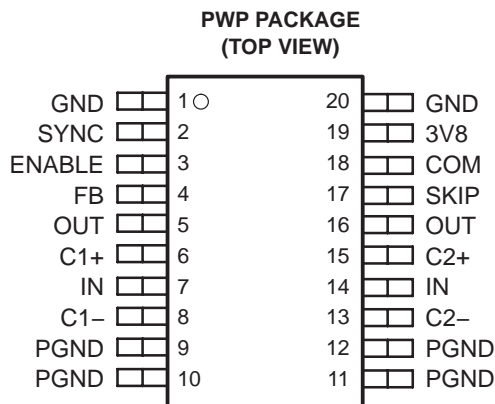 PWP PACKAGE
(TOP VIEW)
GND 1 20 GND
SYNC 2 19 3V8
ENABLE 3 18 COM
FB 4 17 SKIP
OUT 5 16 OUT
C1+ 6 15 C2+
IN 7 14 IN
C1– 8 13 C2–
PGND 9 12 PGND
PGND 10 11 PGND